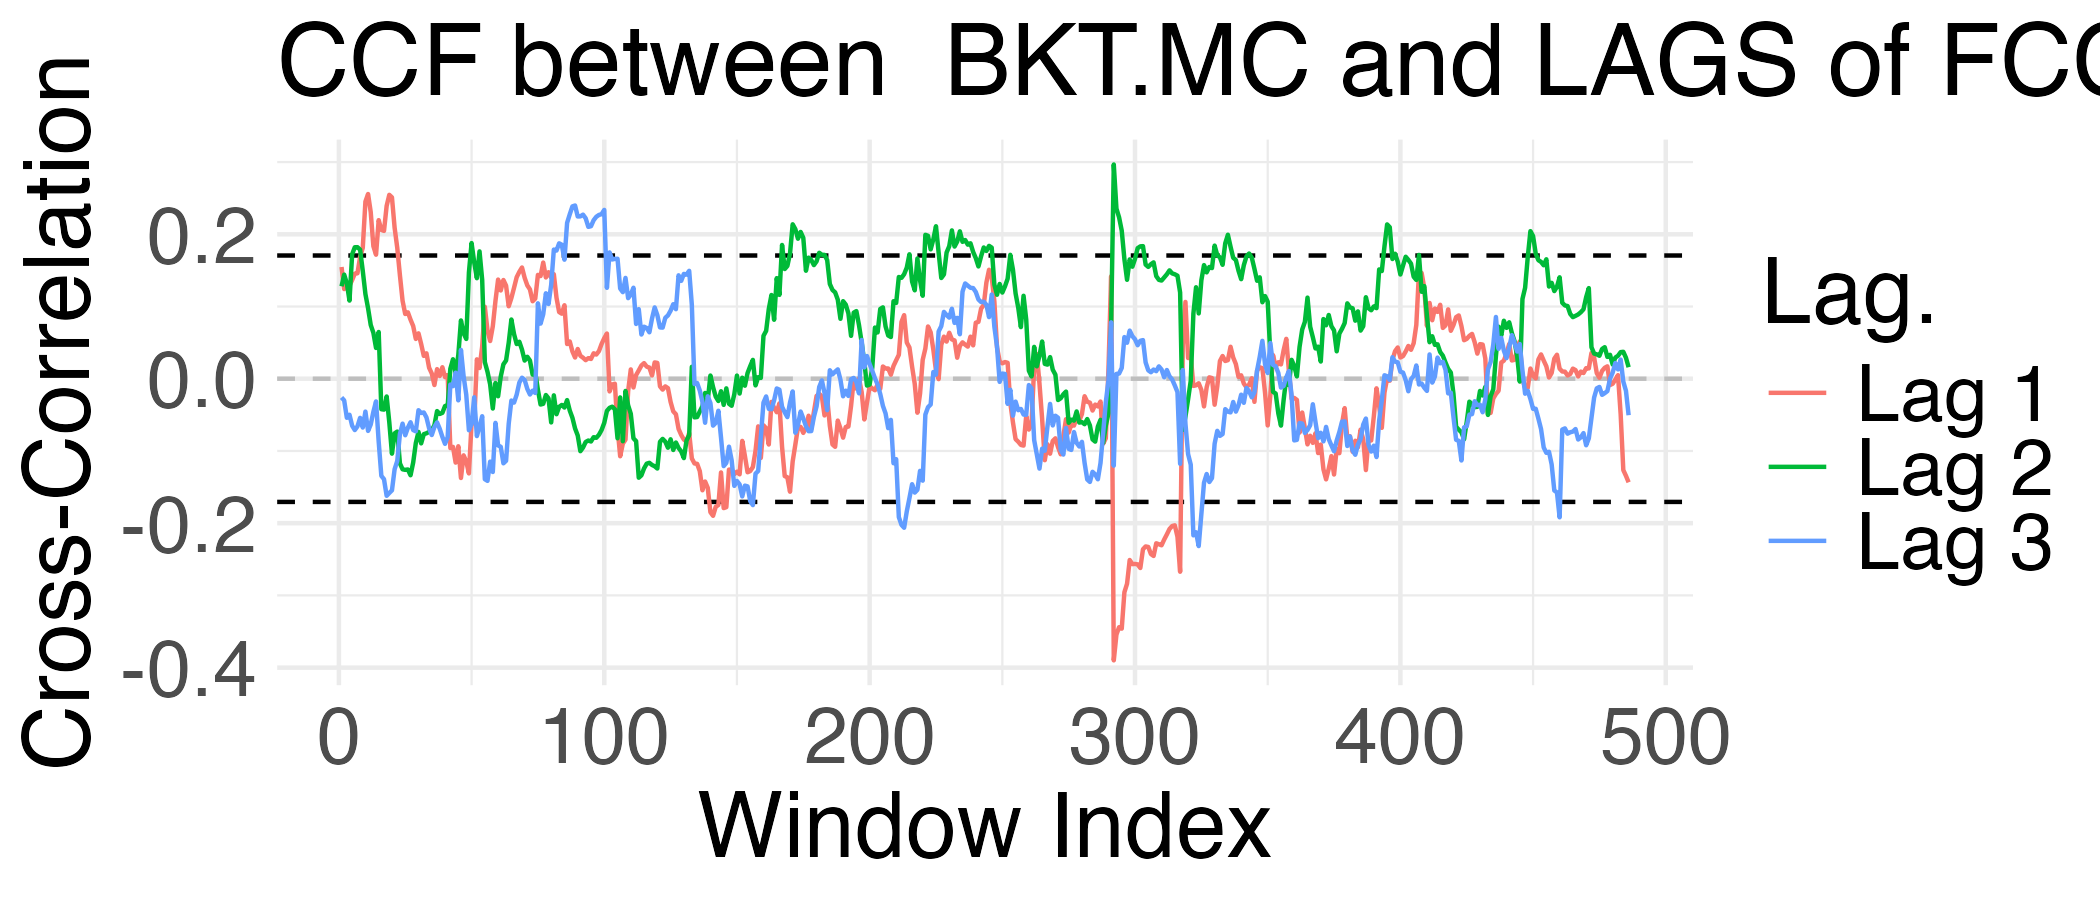 CCF between  BKT.MC and LAGS of FCC
Cross-Correlation
0.2
0.0
-0.2
-0.4
0
100
200
300
400
500
Window Index
Lag.
Lag 1
Lag 2
Lag 3